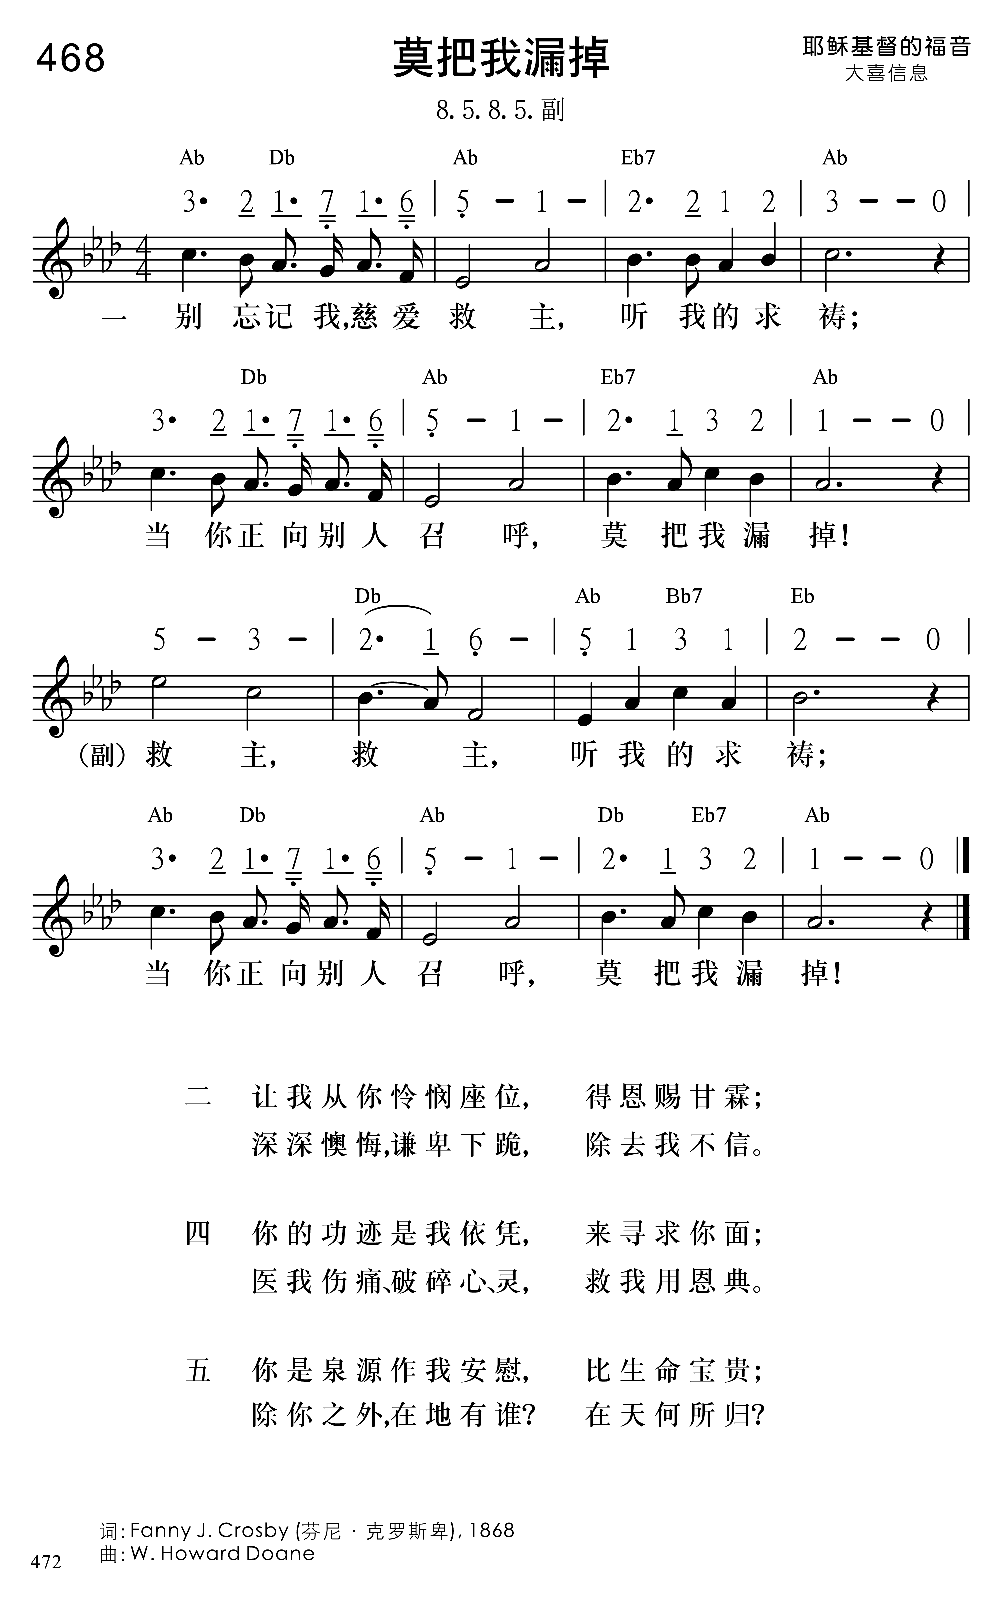 468
莫把我漏掉
耶稣基督的福音
大喜信息
8. 5. 8. 5. 副
Ab Db Ab Eb7 Ab
3· 2 1· 7 1· 6 | 5 - 1 - | 2· 2 1 2 | 3 - - 0 |
4
4
一 别 忘记 我,慈 爱 救 主, 听 我的 求 祷;
Db Ab Eb7 Ab
3· 2 1· 7 1· 6 | 5 - 1 - | 2· 1 3 2 | 1 - - 0 |
当 你正 向 别 人 召 呼, 莫 把 我 漏 掉!
Db Ab Bb7 Eb
5 - 3 - | 2· 1 6 - | 5 1 3 1 | 2 - - 0 |
(副) 救 主, 救 主, 听 我 的 求 祷;
Ab Db Ab Db Eb7 Ab
3· 2 1· 7 1· 6 | 5 - 1 - | 2· 1 3 2 | 1 - - 0
当 你正 向 别 人 召 呼, 莫 把 我 漏 掉!
二 让我从你怜悯座位, 得恩赐甘霖;
深深懊悔,谦卑下跪, 除去我不信。
四 你的功迹是我依凭, 来寻求你面;
医我伤痛、破碎心、灵, 救我用恩典。
五 你是泉源作我安慰, 比生命宝贵;
除你之外,在地有谁? 在天何所归?
词: Fanny J. Crosby (芬尼·克罗斯卑), 1868
曲: W. Howard Doane
472